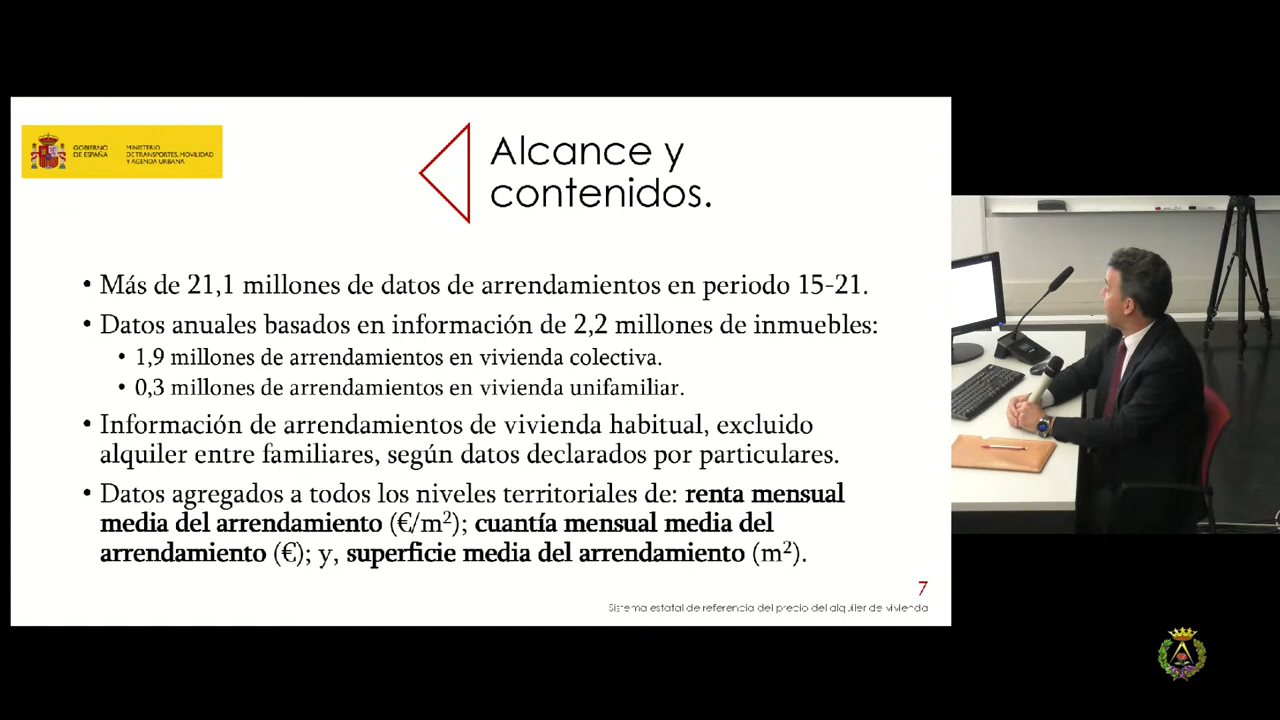 GOBIERNO
DE ESPAÑA
MINISTERIO
DE TRANSPORTES, MOVILIDAD
Y AGENDA URBANA
Alcance y
contenidos.
• Más de 21,1 millones de datos de arrendamientos en periodo 15-21.
• Datos anuales basados en información de 2,2 millones de inmuebles:
• 1,9 millones de arrendamientos en vivienda colectiva.
• 0,3 millones de arrendamientos en vivienda unifamiliar.
• Información de arrendamientos de vivienda habitual, excluido
alquiler entre familiares, según datos declarados por particulares.
• Datos agregados a todos los niveles territoriales de: renta mensual
media del arrendamiento (€/m²); cuantía mensual media del
arrendamiento (€); y, superficie media del arrendamiento (m²).
7
Sistema estatal de referencia del precio del alquiler de vivienda